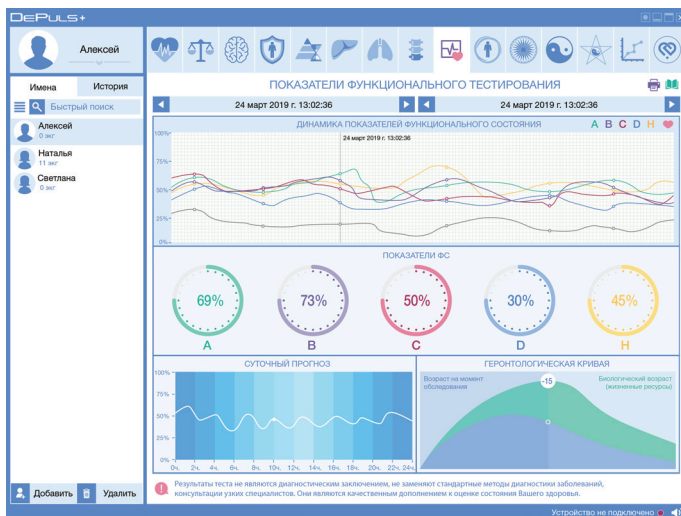 DePuls+
Алексей
Имена
История
Быстрый поиск
Алексей
0 экг
Наталья
11 экг
Светлана
0 экг
Добавить
Удалить
ПОКАЗАТЕЛИ ФУНКЦИОНАЛЬНОГО ТЕСТИРОВАНИЯ
24 март 2019 г. 13:02:36
24 март 2019 г. 13:02:36
ДИНАМИКА ПОКАЗАТЕЛЕЙ ФУНКЦИОНАЛЬНОГО СОСТОЯНИЯ
A B C D H
24 март 2019 г. 13:02:36
100%
75%
50%
25%
0%
ПОКАЗАТЕЛИ ФС
69% 73% 50% 30% 45%
A B C D H
СУТОЧНЫЙ ПРОГНОЗ
100%
75%
50%
25%
0%
0ч. 2ч. 4ч. 6ч. 8ч. 10ч. 12ч. 14ч. 16ч. 18ч. 20ч. 22ч. 24ч.
ГЕРОНТОЛОГИЧЕСКАЯ КРИВАЯ
Возраст на момент
обследования
-15
Биологический возраст
(жизненные ресурсы)
Результаты теста не являются диагностическим заключением, не заменяют стандартные методы диагностики заболеваний,
консультации узких специалистов. Они являются качественным дополнением к оценке состояния Вашего здоровья.
Устройство не подключено